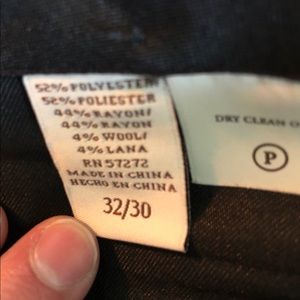 52% POLYESTER/
52% POLIESTER
44% RAYON/
44% RAYON
4% WOOL/
4% LANA
RN 57272
MADE IN CHINA
HECHO EN CHINA
32/30
DRY CLEAN
P